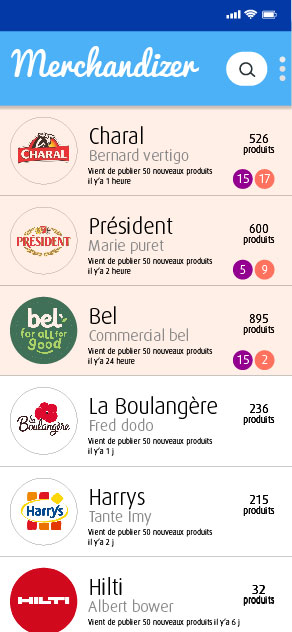 Merchandizer
CHARAL
Charal
Bernard vertigo
Vient de publier 50 nouveaux produits
il y'a 1 heure
526
produits
15 17
PRÉSIDENT
Président
Marie puret
Vient de publier 50 nouveaux produits
il y'a 2 heure
600
produits
5 9
bel
for all for
good
Bel
Commercial bel
Vient de publier 50 nouveaux produits
il y'a 24 heure
895
produits
15 2
la
Boulangère
La Boulangère
Fred dodo
Vient de publier 50 nouveaux produits
il y'a 1 j
236
produits
Harrys
Harrys
Tante lmy
Vient de publier 50 nouveaux produits
il y'a 2 j
215
produits
HILTI
Hilti
Albert bower
Vient de publier 50 nouveaux produits il y'a 6 j
32
produits